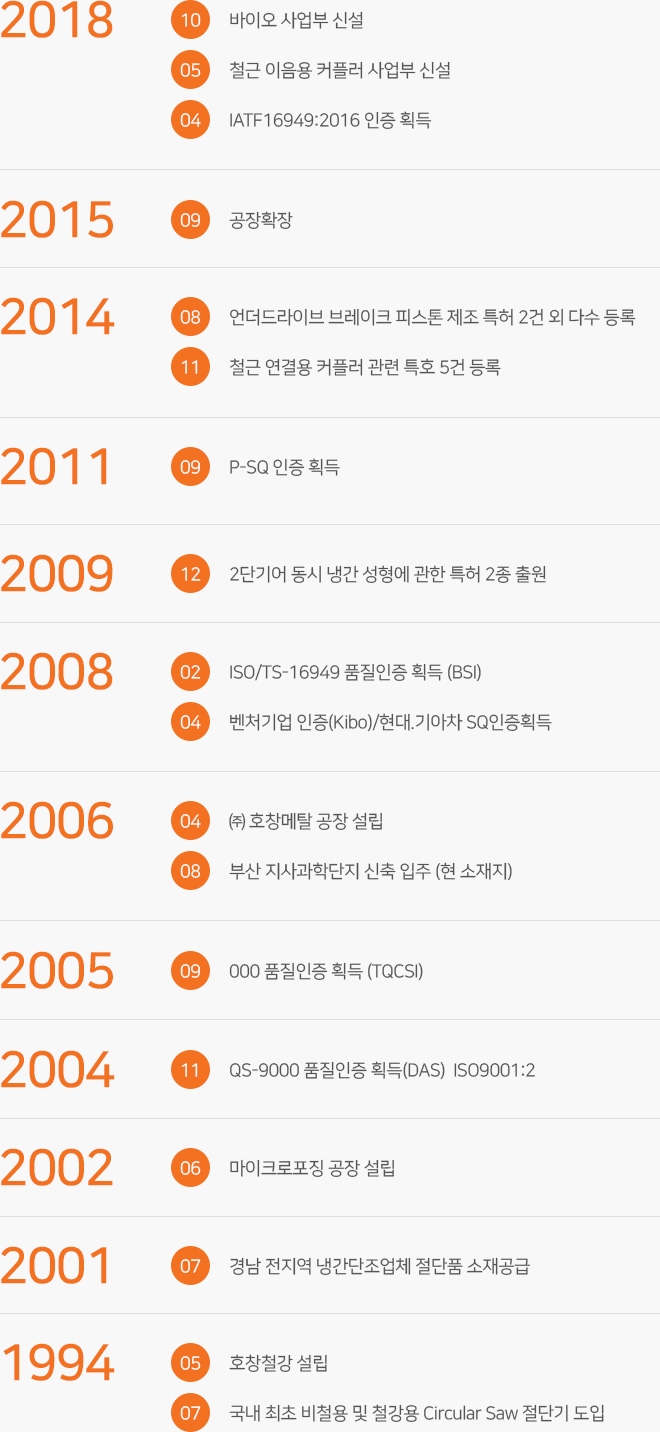 2018
10 바이오 사업부 신설
05 철근 이음용 커플러 사업부 신설
04 IATF16949:2016 인증 획득
2015
09 공장확장
2014
08 언더드라이브 브레이크 피스톤 제조 특허 2건 외 다수 등록
11 철근 연결용 커플러 관련 특호 5건 등록
2011
09 P-SQ 인증 획득
2009
12 2단기어 동시 냉간 성형에 관한 특허 2종 출원
2008
02 ISO/TS-16949 품질인증 획득 (BSI)
04 벤처기업 인증(Kibo)/현대.기아차 SQ인증획득
2006
04 ㈜ 호창메탈 공장 설립
08 부산 지사과학단지 신축 입주 (현 소재지)
2005
09 000 품질인증 획득 (TQCSI)
2004
11 QS-9000 품질인증 획득(DAS) ISO9001:2
2002
06 마이크로포징 공장 설립
2001
07 경남 전지역 냉간단조업체 절단품 소재공급
1994
05 호창철강 설립
07 국내 최초 비철용 및 철강용 Circular Saw 절단기 도입